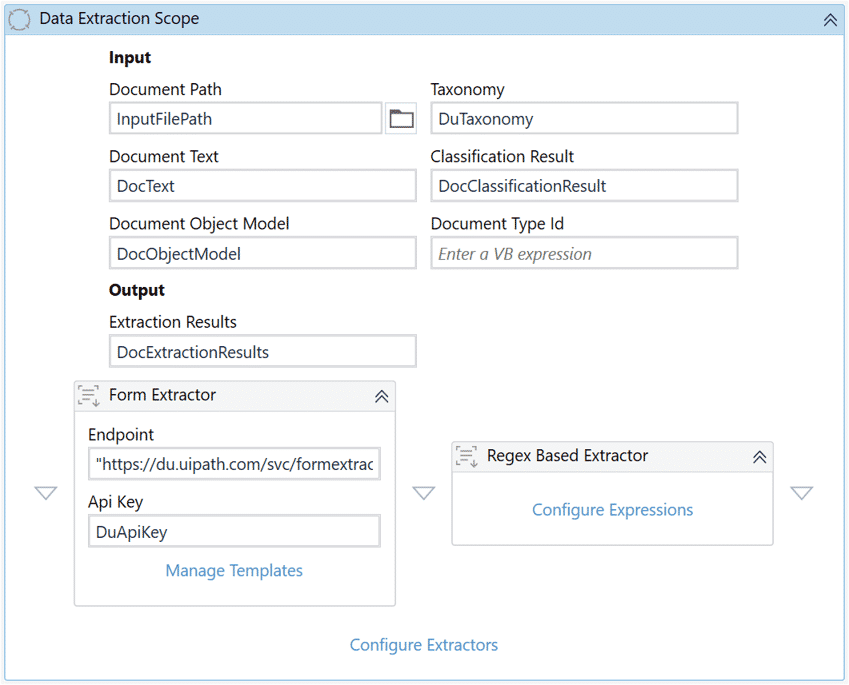 Data Extraction Scope
Input
Document Path
Taxonomy
InputFilePath
DuTaxonomy
Document Text
Classification Result
DocText
DocClassificationResult
Document Object Model
Document Type Id
DocObjectModel
Enter a VB expression
Output
Extraction Results
DocExtractionResults
Form Extractor
Endpoint
"https://du.uipath.com/svc/formextrac
Api Key
DuApiKey
Manage Templates
Regex Based Extractor
Configure Expressions
Configure Extractors